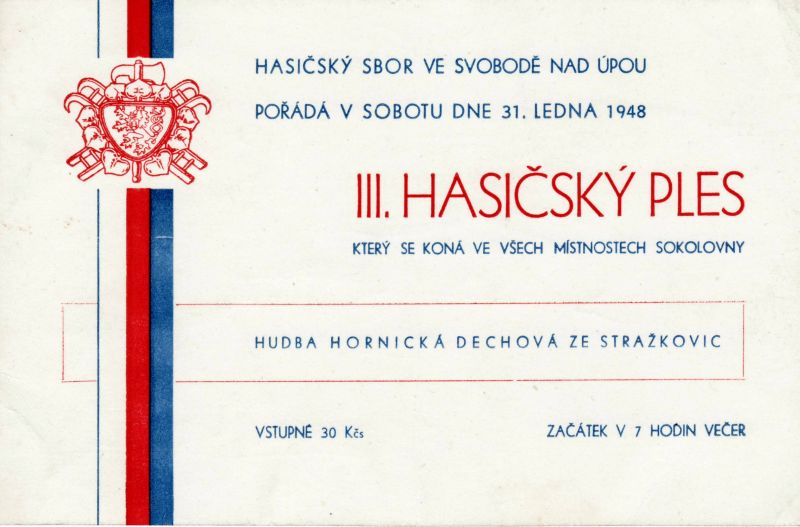 HASIČSKÝ SBOR VE SVOBODĚ NAD ÚPOU
POŘÁDÁ V SOBOTU DNE 31. LEDNA 1948
III. HASIČSKÝ PLES
KTERÝ SE KONÁ VE VŠECH MÍSTNOSTECH SOKOLOVNY
HUDBA HORNICKÁ DECHOVÁ ZE STRAŽKOVIC
VSTUPNÉ 30 Kčs
ZAČÁTEK V 7 HODIN VEČER